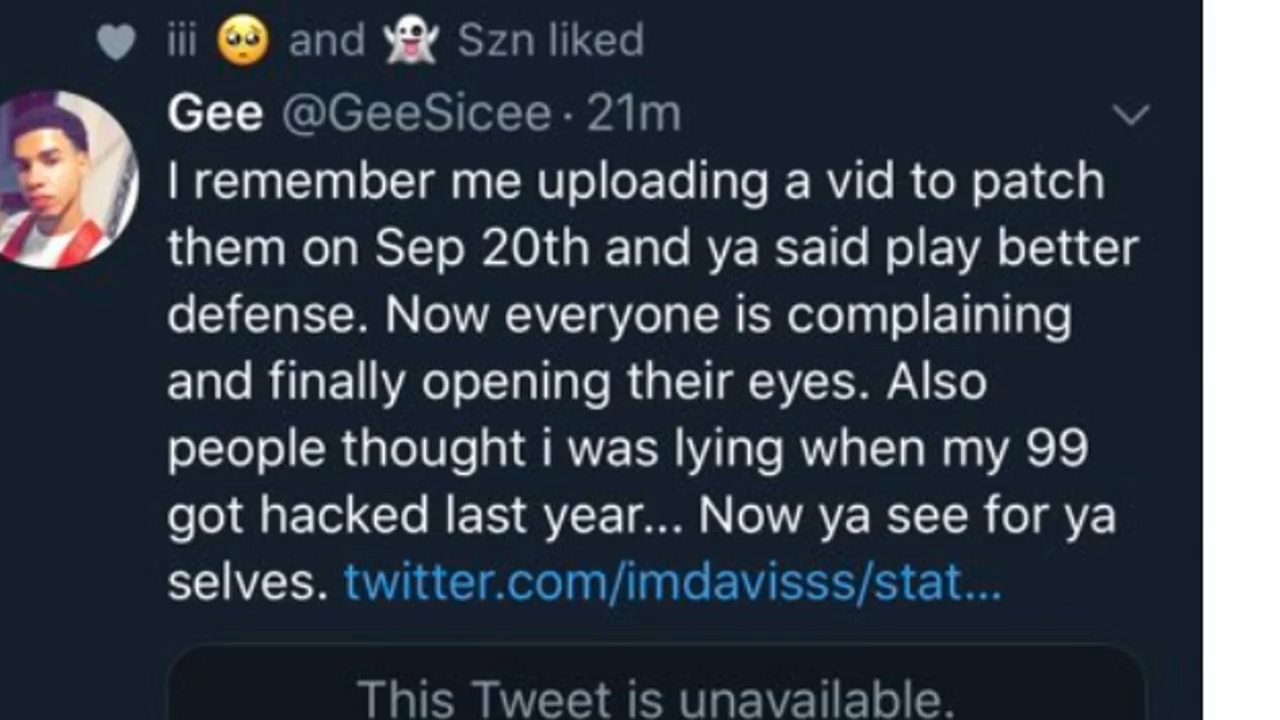 iii 🥺 and 👻 Szn liked
Gee @GeeSicee · 21m
I remember me uploading a vid to patch
them on Sep 20th and ya said play better
defense. Now everyone is complaining
and finally opening their eyes. Also
people thought i was lying when my 99
got hacked last year... Now ya see for ya
selves. twitter.com/imdavisss/stat...
This Tweet is unavailable.